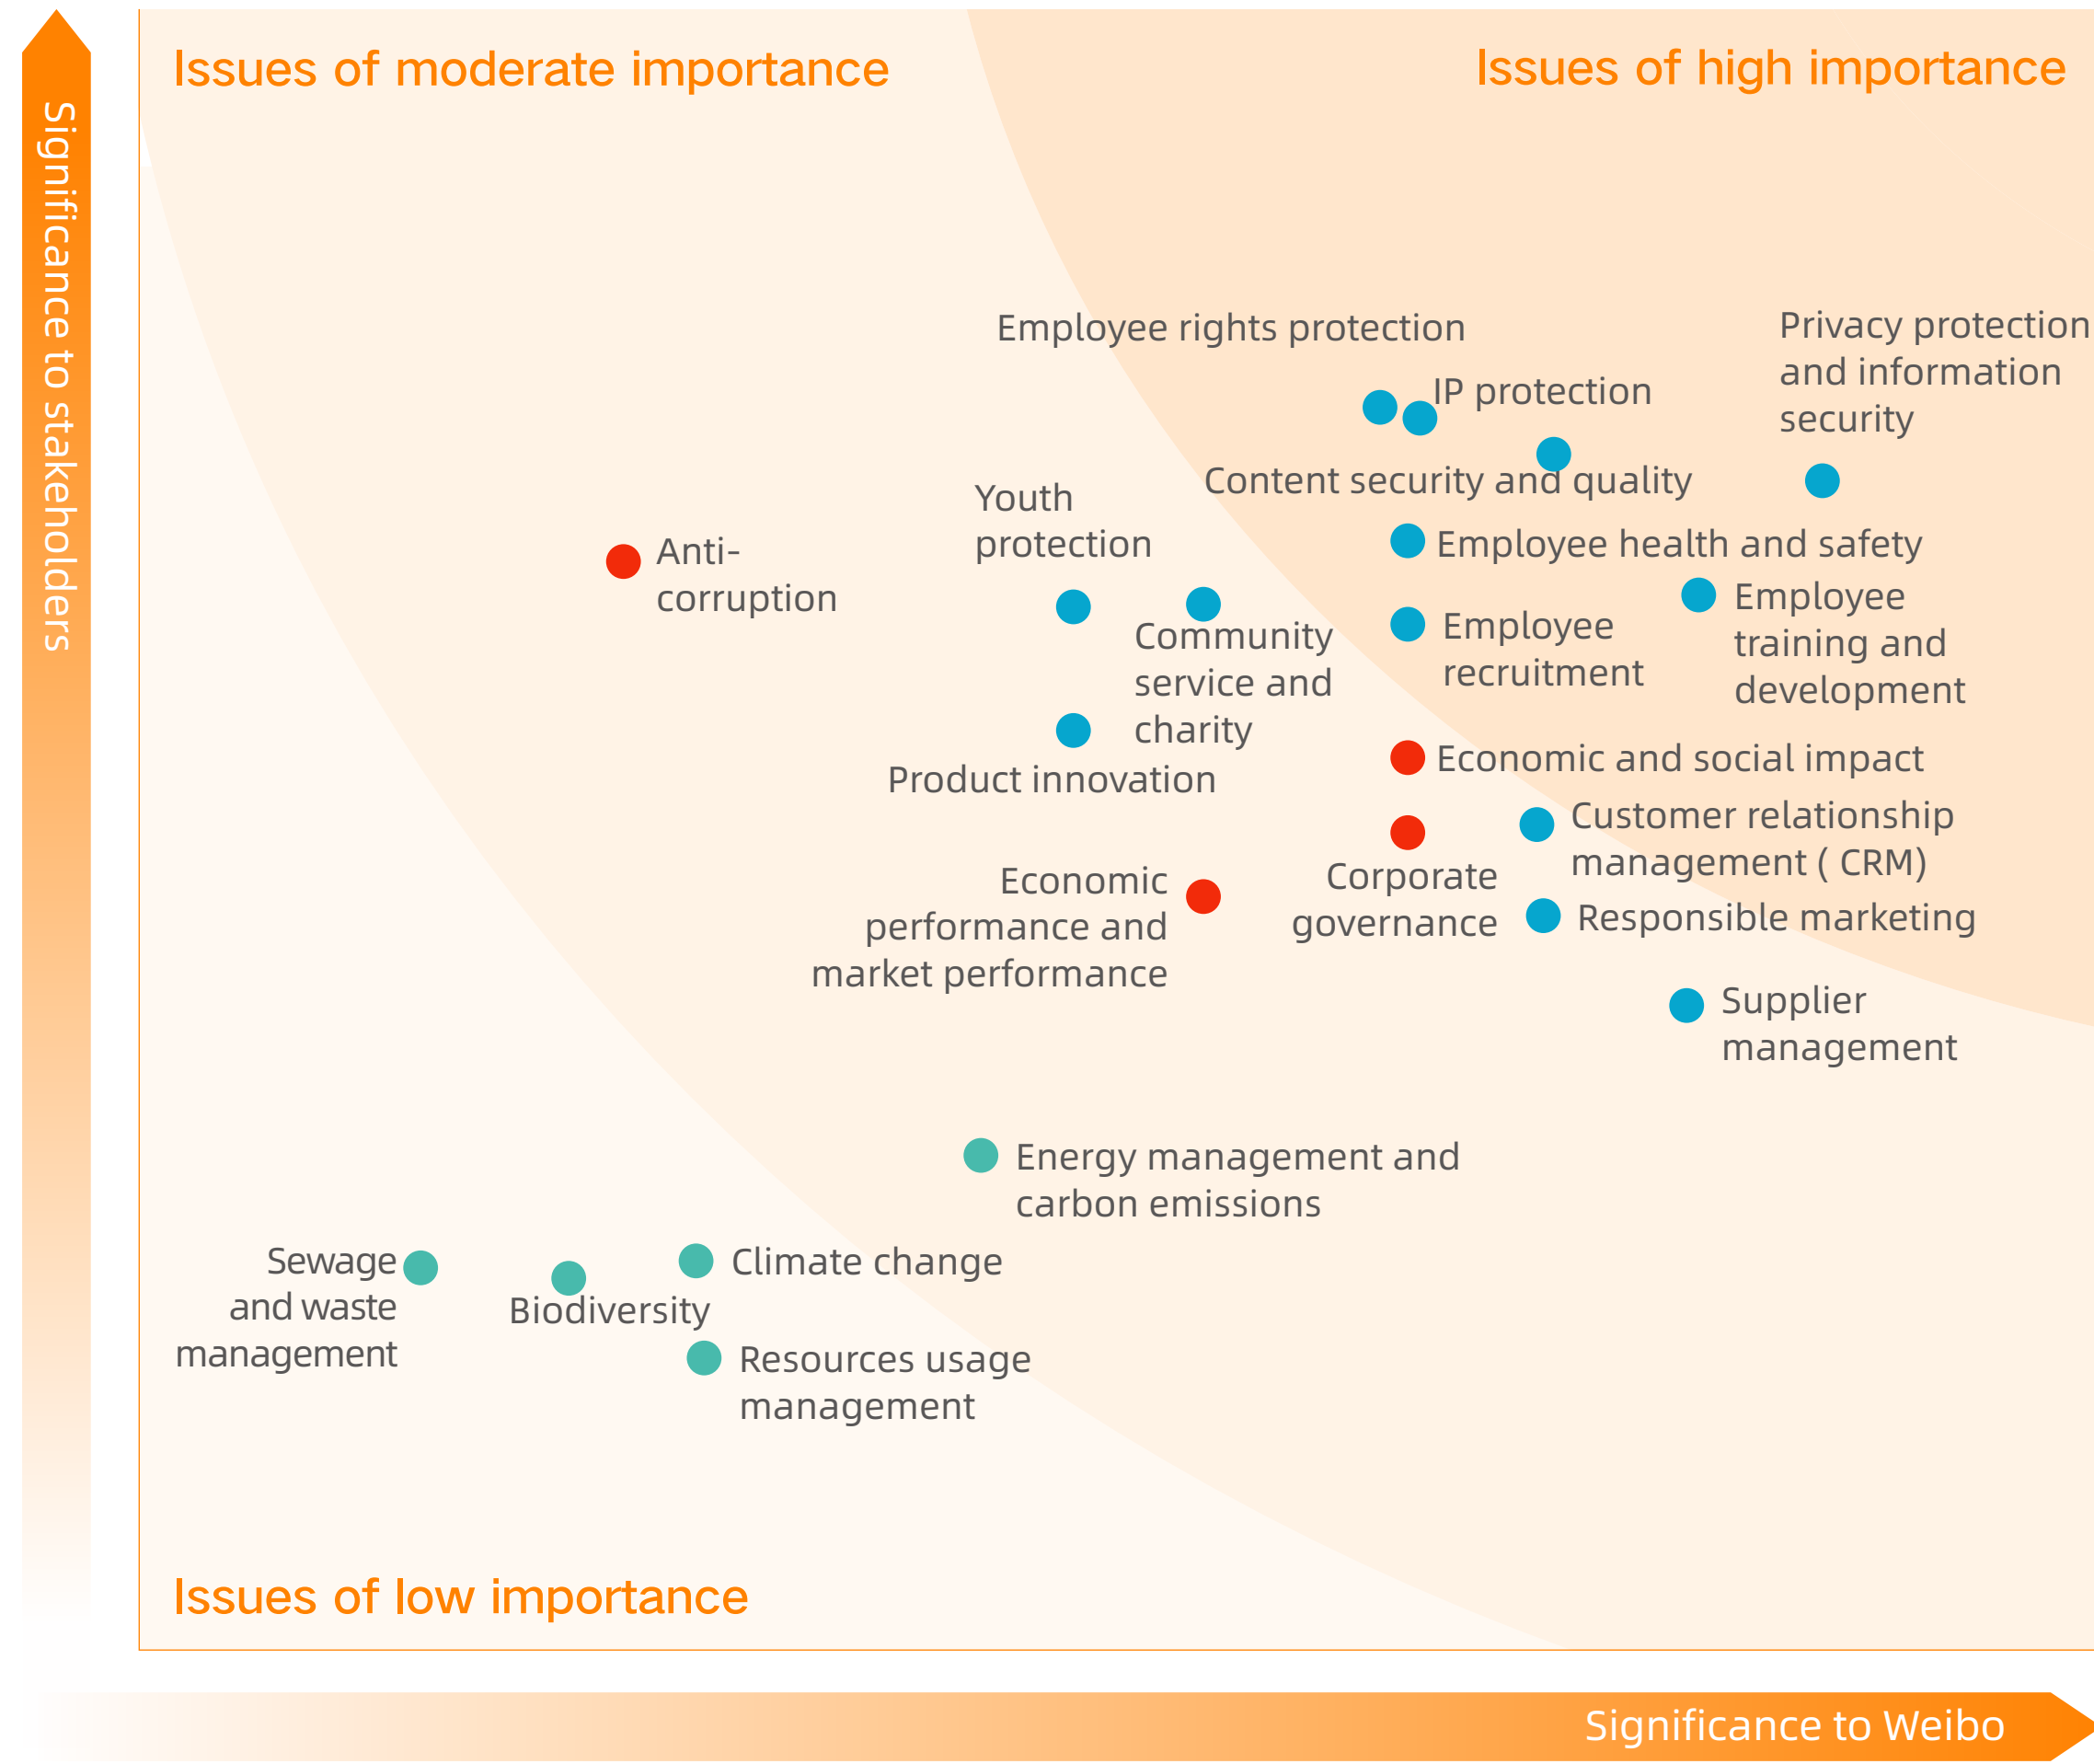 Issues of moderate importance
Issues of high importance
Significance to stakeholders
Employee rights protection
Privacy protection
and information
security
IP protection
Content security and quality
Youth
protection
Anti-
corruption
Employee health and safety
Community
service and
charity
Employee
recruitment
Employee
training and
development
Product innovation
Economic and social impact
Customer relationship
management ( CRM)
Economic
performance and
market performance
Corporate
governance
Responsible marketing
Supplier
management
Energy management and
carbon emissions
Sewage
and waste
management
Biodiversity
Climate change
Resources usage
management
Issues of low importance
Significance to Weibo